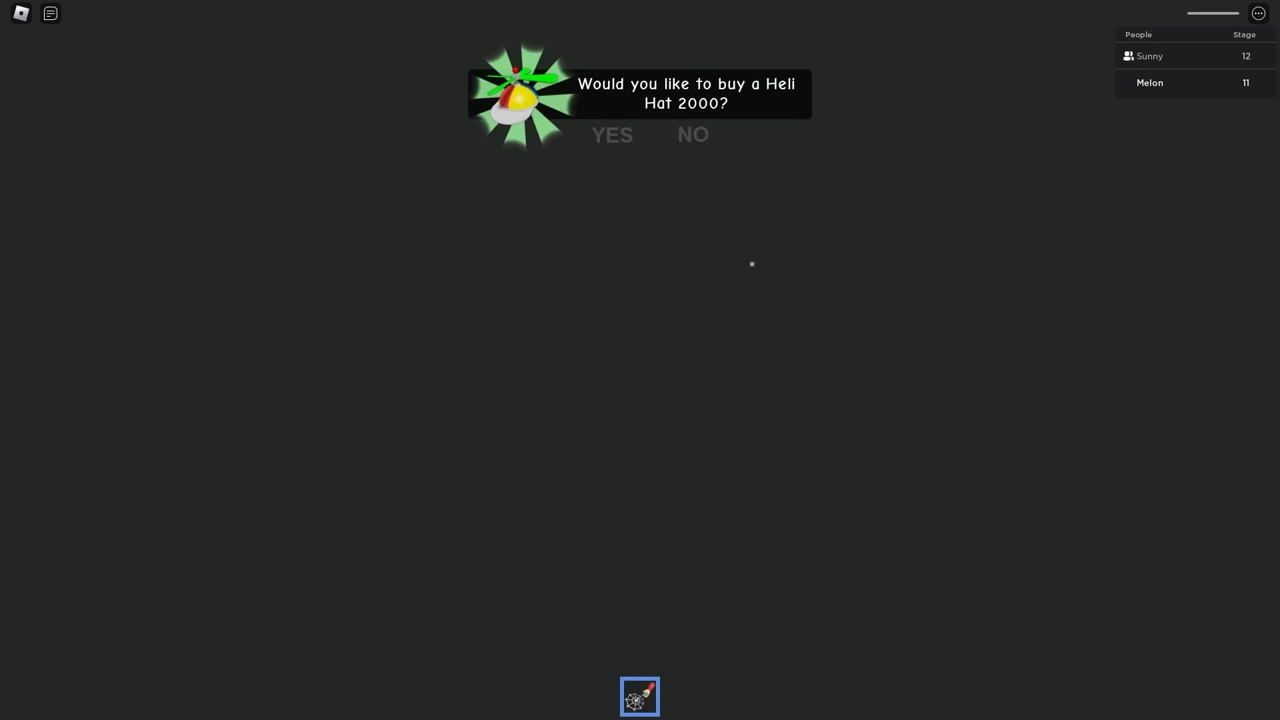 People Stage
Sunny 12
Melon 11
Would you like to buy a Heli
Hat 2000?
YES NO